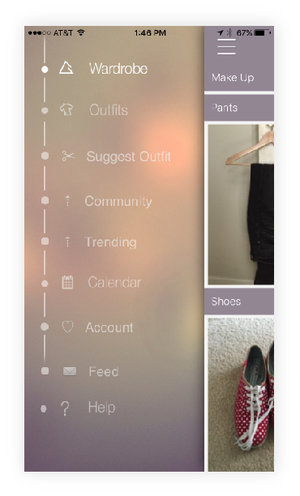 AT&T 1:46 PM 67%
Wardrobe
Outfits
Suggest Outfit
Community
Trending
Calendar
Account
Feed
Help
Make Up
Pants
Shoes